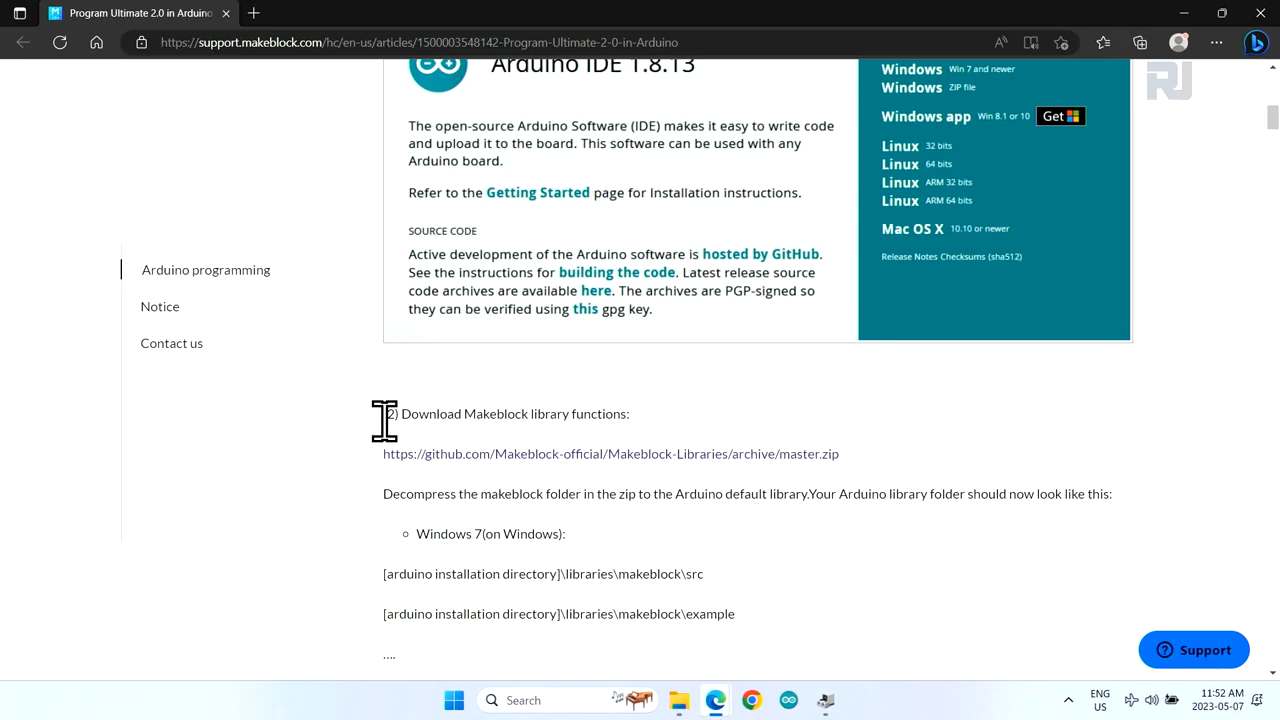 Program Ultimate 2.0 in Arduino
https://support.makeblock.com/hc/en-us/articles/1500003548142-Program-Ultimate-2-0-in-Arduino
RJ
Arduino IDE 1.8.13
The open-source Arduino Software (IDE) makes it easy to write code
and upload it to the board. This software can be used with any
Arduino board.
Refer to the Getting Started page for Installation instructions.
SOURCE CODE
Active development of the Arduino software is hosted by GitHub.
See the instructions for building the code. Latest release source
code archives are available here. The archives are PGP-signed so
they can be verified using this gpg key.
Windows Win 7 and newer
Windows ZIP file
Windows app Win 8.1 or 10 Get
Linux 32 bits
Linux 64 bits
Linux ARM 32 bits
Linux ARM 64 bits
Mac OS X 10.10 or newer
Release Notes Checksums (sha512)
Arduino programming
Notice
Contact us
2) Download Makeblock library functions:
https://github.com/Makeblock-official/Makeblock-Libraries/archive/master.zip
Decompress the makeblock folder in the zip to the Arduino default library.Your Arduino library folder should now look like this:
Windows 7(on Windows):
[arduino installation directory]\libraries\makeblock\src
[arduino installation directory]\libraries\makeblock\example
....
Support
Search
ENG
US
11:52 AM
2023-05-07